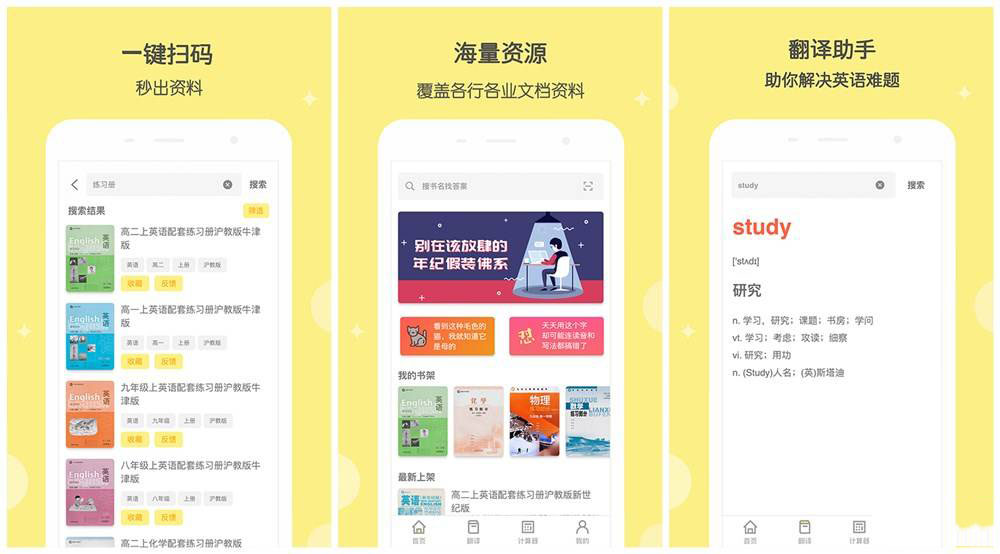 一键扫码
秒出资料
练习册
搜索
搜索结果
筛选
English
英语
高二上英语配套练习册沪教版牛津
版
英语 高二 上册 沪教版
收藏 反馈
English
英语
高一上英语配套练习册沪教版牛津
版
英语 高一 上册 沪教版
收藏 反馈
English
英语
九年级上英语配套练习册沪教版牛
津版
英语 九年级 上册 沪教版
收藏 反馈
English
英语
八年级上英语配套练习册沪教版牛
津版
英语 八年级 上册 沪教版
收藏 反馈
高二上化学配套练习册沪教版
海量资源
覆盖各行各业文档资料
搜书名找答案
别在该放肆的
年纪假装佛系
看到这种毛色的
猫，我就知道它
是母的
怼
天天用这个字
却可能连读音和
写法都搞错了
我的书架
English
英语
化学
练习部分
物理
练习部分
SHUXUE
数学
练习部分
LIANXI
BUFEN
最新上架
英语
ENGLISH
高二上英语配套练习册沪教版新世
纪版
首页 翻译 计算器 我的
翻译助手
助你解决英语难题
study
搜索
study
['stʌdɪ]
研究
n. 学习，研究；课题；书房；学问
vt. 学习；考虑；攻读；细察
vi. 研究；用功
n. (Study)人名；(英)斯塔迪
首页 翻译 计算器